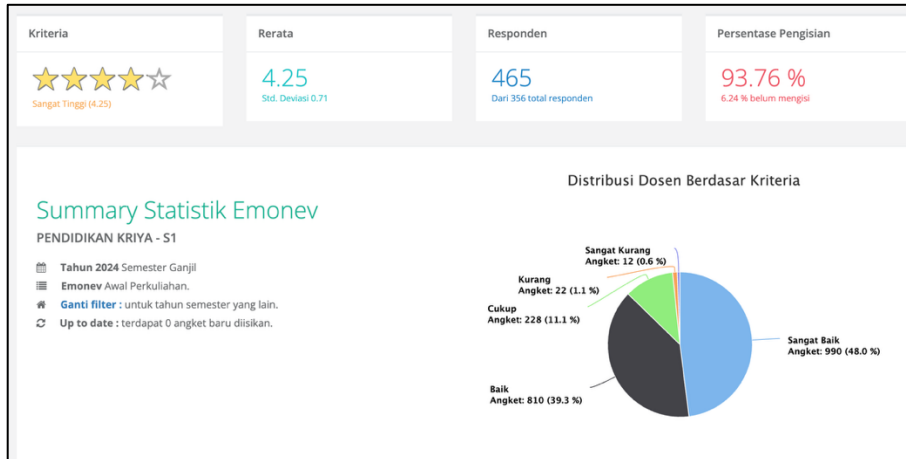 Kriteria
Sangat Tinggi (4.25)
Rerata
4.25
Std. Deviasi 0.71
Responden
465
Dari 356 total responden
Persentase Pengisian
93.76 %
6.24 % belum mengisi
Summary Statistik Emonev
PENDIDIKAN KRIYA - S1
Tahun 2024 Semester Ganjil
Emonev Awal Perkuliahan.
Ganti filter : untuk tahun semester yang lain.
Up to date : terdapat 0 angket baru diisikan.
Distribusi Dosen Berdasar Kriteria
Sangat Kurang
Angket: 12 (0.6 %)
Kurang
Angket: 22 (1.1 %)
Cukup
Angket: 228 (11.1 %)
Sangat Baik
Angket: 990 (48.0 %)
Baik
Angket: 810 (39.3 %)